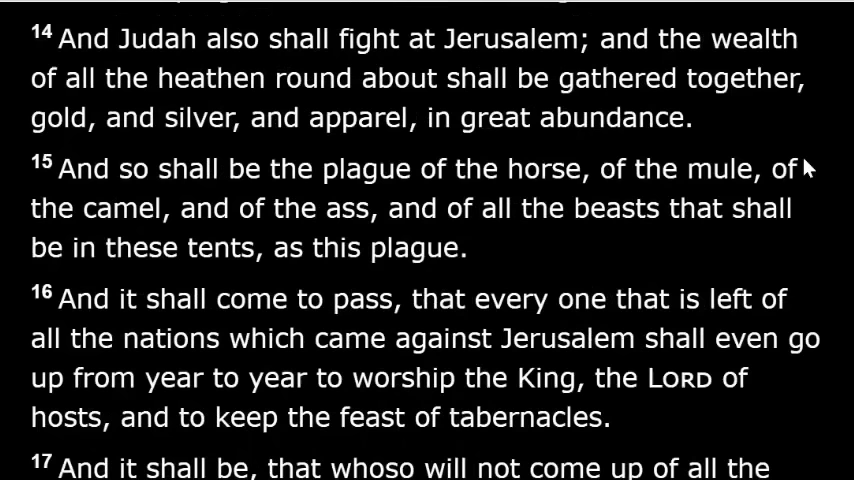 14 And Judah also shall fight at Jerusalem; and the wealth
of all the heathen round about shall be gathered together,
gold, and silver, and apparel, in great abundance.
15 And so shall be the plague of the horse, of the mule, of
the camel, and of the ass, and of all the beasts that shall
be in these tents, as this plague.
16 And it shall come to pass, that every one that is left of
all the nations which came against Jerusalem shall even go
up from year to year to worship the King, the LORD of
hosts, and to keep the feast of tabernacles.
17 And it shall be, that whoso will not come up of all the